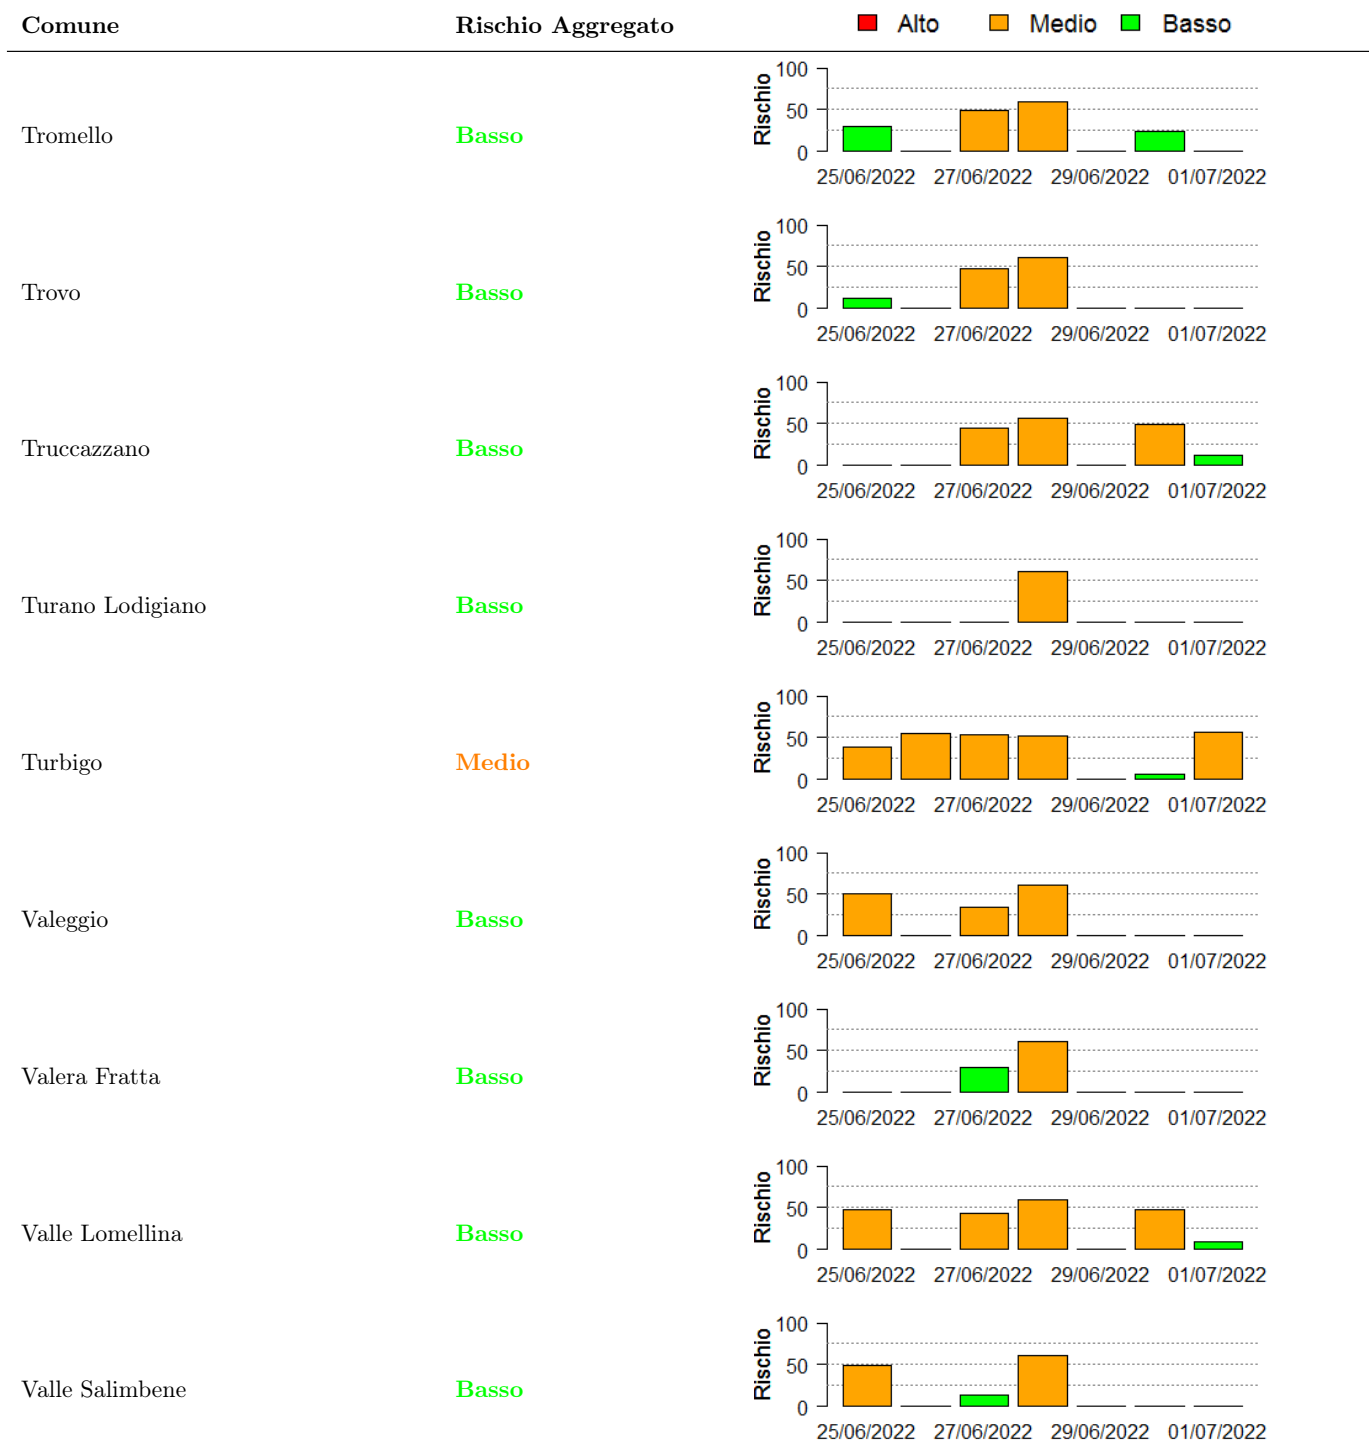 Comune Rischio Aggregato Alto Medio Basso
Tromello Basso Rischio 100 50 0
25/06/2022 27/06/2022 29/06/2022 01/07/2022
Trovo Basso Rischio 100 50 0
25/06/2022 27/06/2022 29/06/2022 01/07/2022
Truccazzano Basso Rischio 100 50 0
25/06/2022 27/06/2022 29/06/2022 01/07/2022
Turano Lodigiano Basso Rischio 100 50 0
25/06/2022 27/06/2022 29/06/2022 01/07/2022
Turbigo Medio Rischio 100 50 0
25/06/2022 27/06/2022 29/06/2022 01/07/2022
Valeggio Basso Rischio 100 50 0
25/06/2022 27/06/2022 29/06/2022 01/07/2022
Valera Fratta Basso Rischio 100 50 0
25/06/2022 27/06/2022 29/06/2022 01/07/2022
Valle Lomellina Basso Rischio 100 50 0
25/06/2022 27/06/2022 29/06/2022 01/07/2022
Valle Salimbene Basso Rischio 100 50 0
25/06/2022 27/06/2022 29/06/2022 01/07/2022